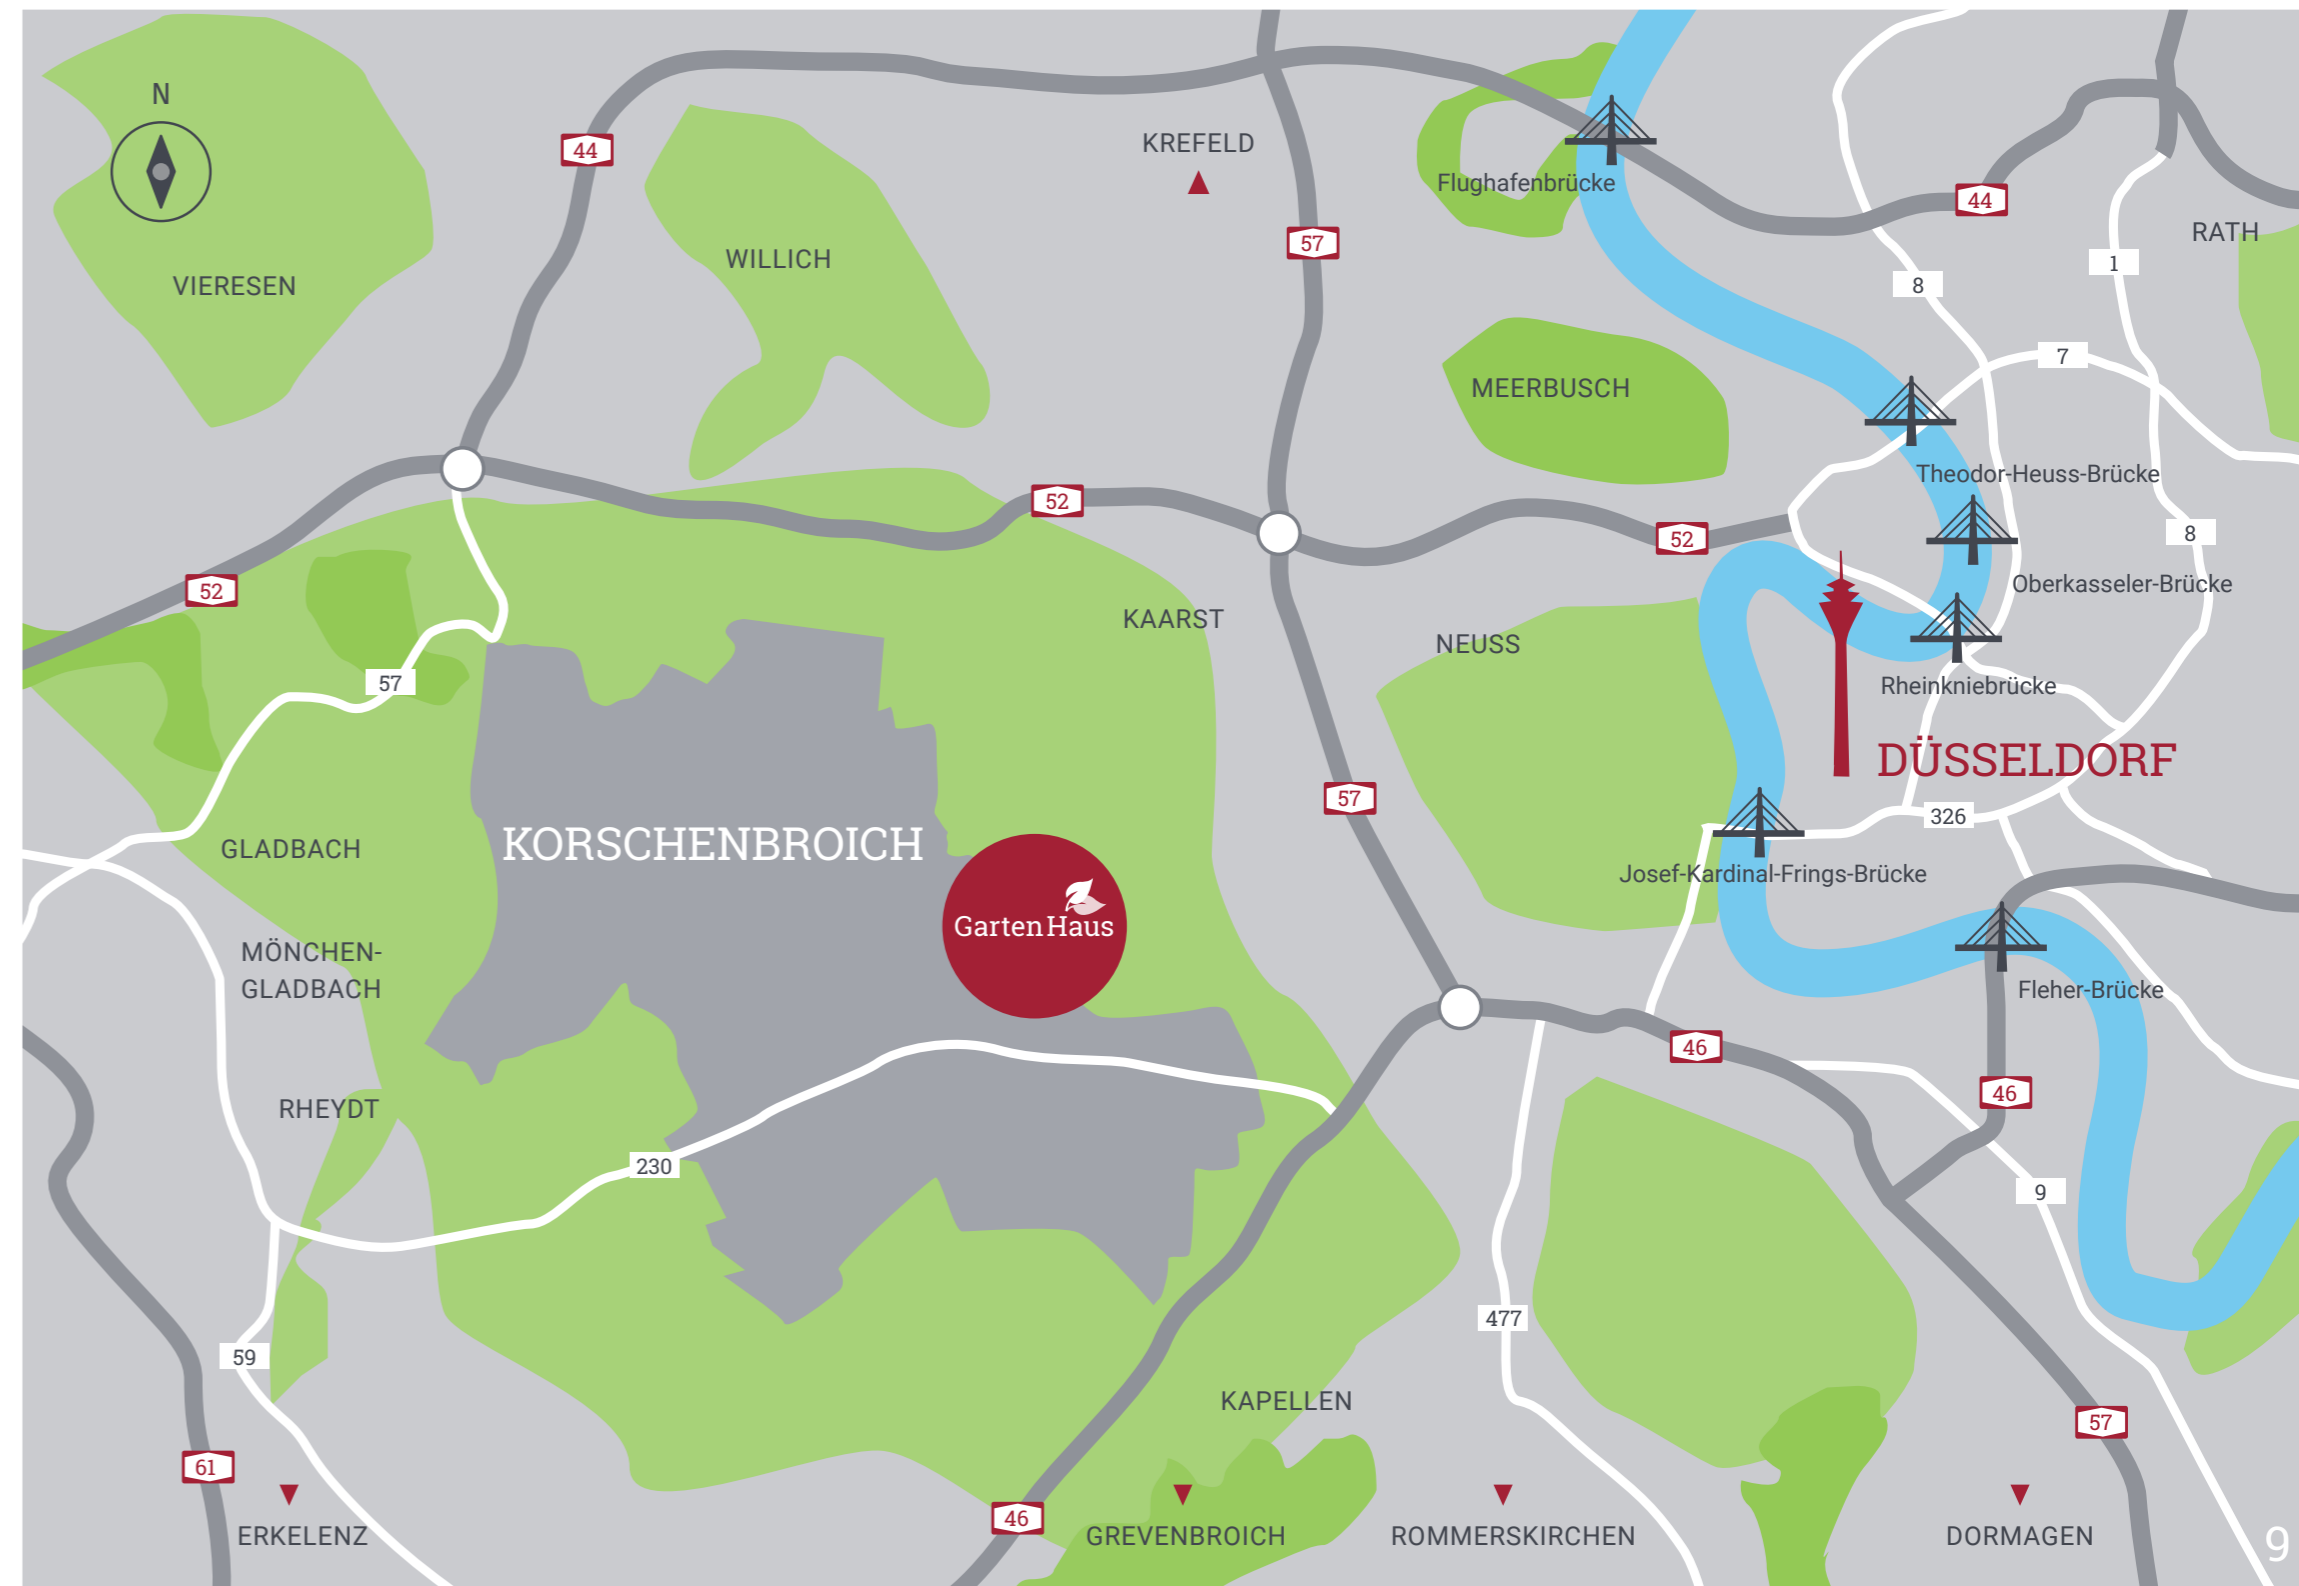 N
44
KREFELD
Flughafenbrücke
44
RATH
57
1
WILLICH
VIERESEN
8
7
MEERBUSCH
Theodor-Heuss-Brücke
52
52
8
52
Oberkasseler-Brücke
KAARST
NEUSS
57
Rheinkniebrücke
DÜSSELDORF
57
326
KORSCHENBROICH
GLADBACH
Josef-Kardinal-Frings-Brücke
GartenHaus
MÖNCHEN-
GLADBACH
Fleher-Brücke
46
46
RHEYDT
230
9
477
59
KAPELLEN
57
61
46
ERKELENZ
GREVENBROICH
ROMMERSKIRCHEN
DORMAGEN
9